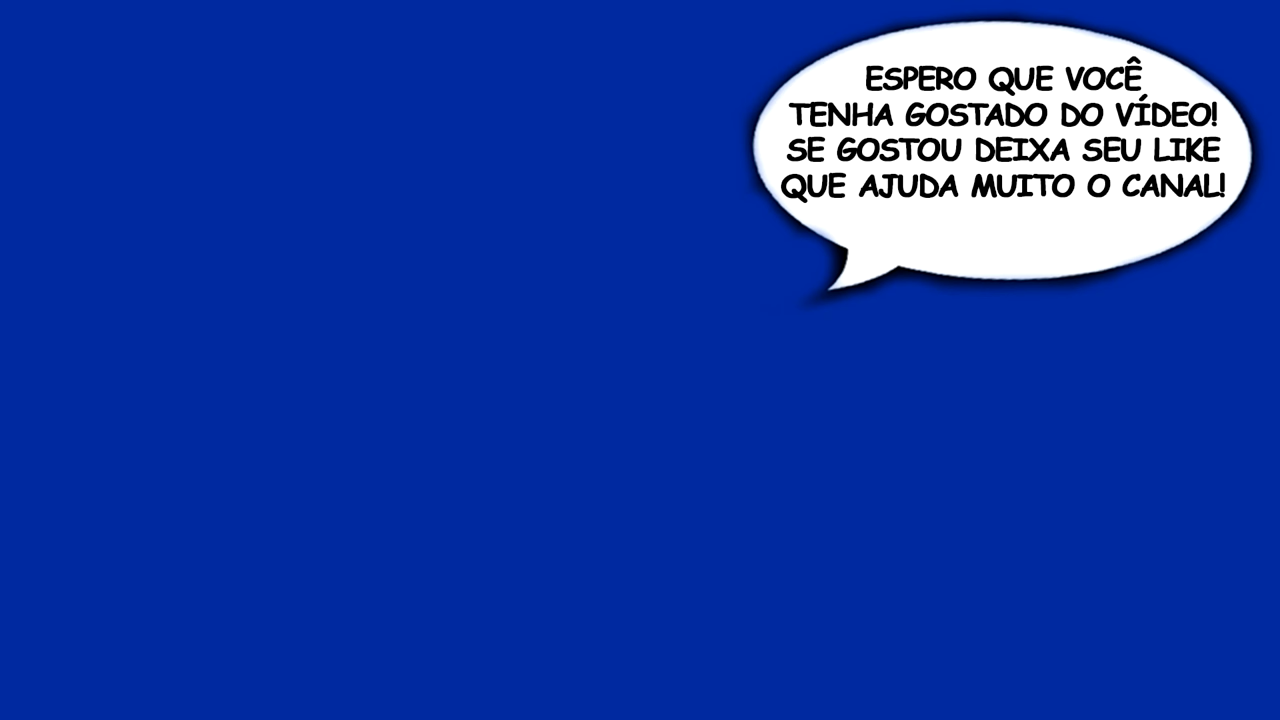 ESPERO QUE VOCÊ
TENHA GOSTADO DO VÍDEO!
SE GOSTOU DEIXA SEU LIKE
QUE AJUDA MUITO O CANAL!